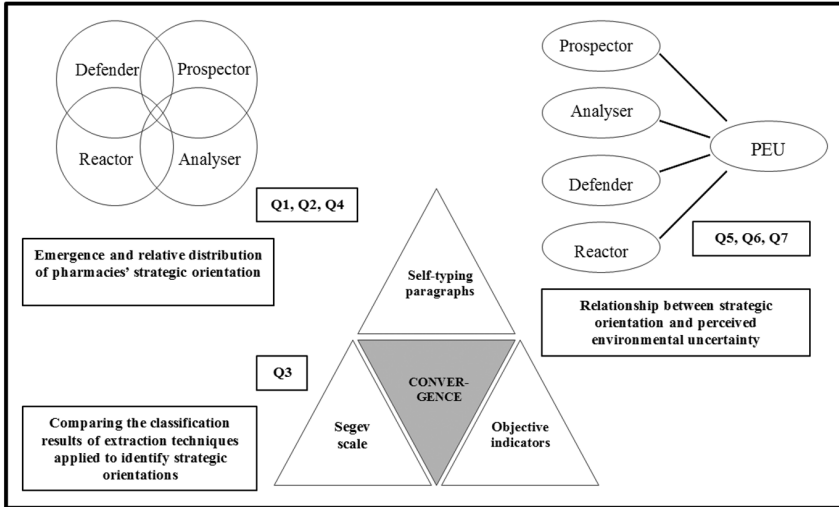 Defender
Prospector
Reactor
Analyser
Q1, Q2, Q4
Emergence and relative distribution
of pharmacies' strategic orientation
Prospector
Analyser
Defender
Reactor
PEU
Q5, Q6, Q7
Relationship between strategic
orientation and perceived
environmental uncertainty
Self-typing
paragraphs
CONVER-
GENCE
Segev
scale
Objective
indicators
Q3
Comparing the classification
results of extraction techniques
applied to identify strategic
orientations